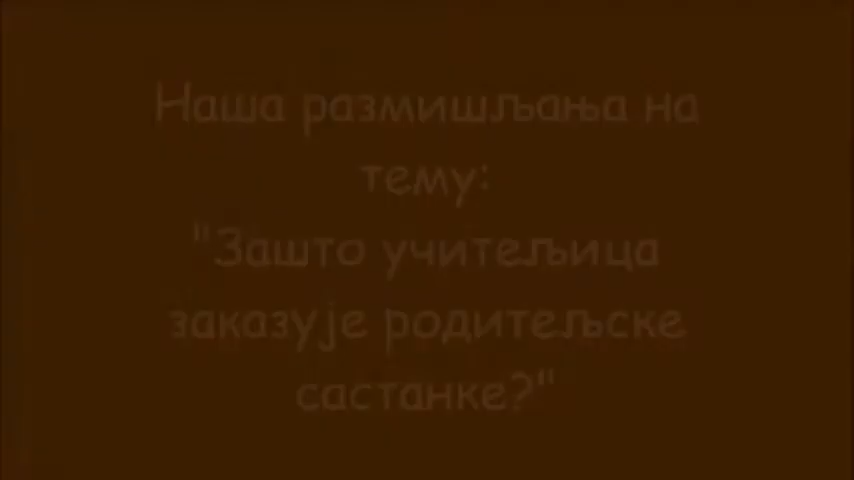 Наша размишљања на
тему:
"Зашто учитељица
заказује родитељске
састанке?"